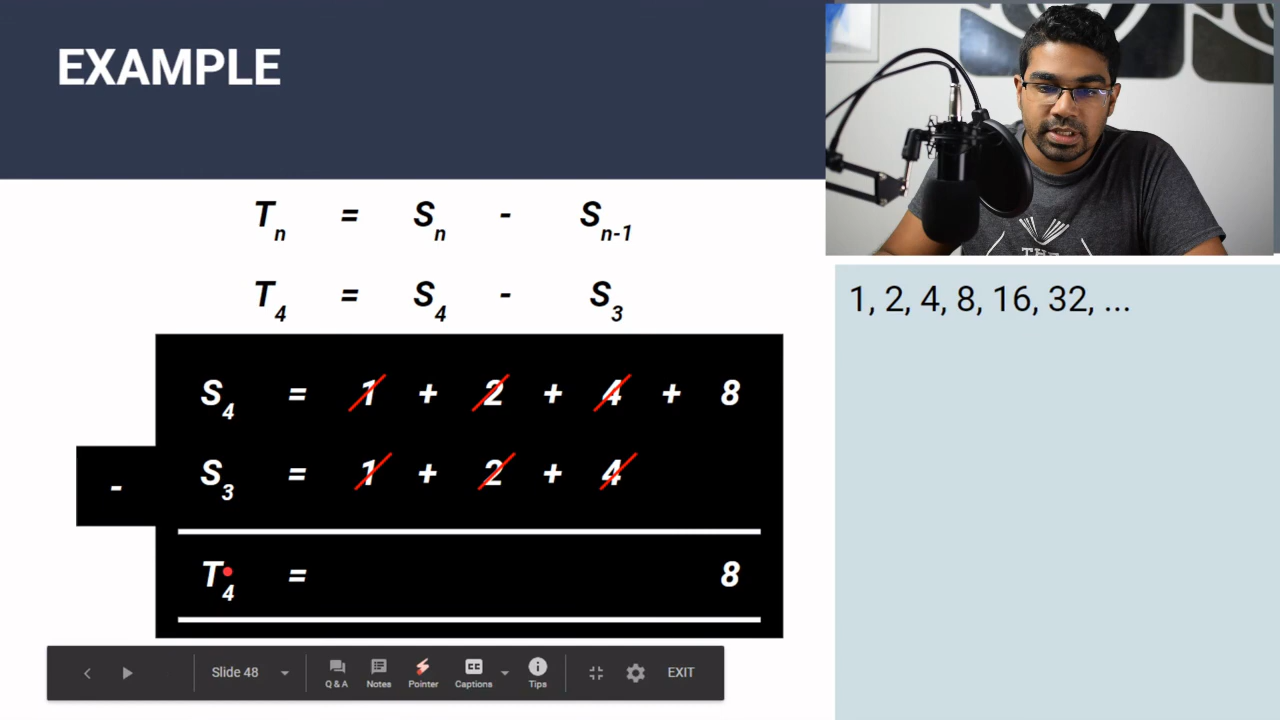 EXAMPLE
Tn = Sn - Sn-1
T4 = S4 - S3
S4 = 1 + 2 + 4 + 8
- S3 = 1 + 2 + 4
T4 = 8
1, 2, 4, 8, 16, 32, ...
THE
Slide 48
Q & A
Notes
Pointer
Captions
Tips
EXIT